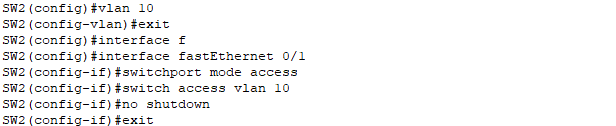 SW2(config)#vlan 10
SW2(config-vlan)#exit
SW2(config)#interface f
SW2(config)#interface fastEthernet 0/1
SW2(config-if)#switchport mode access
SW2(config-if)#switch access vlan 10
SW2(config-if)#no shutdown
SW2(config-if)#exit